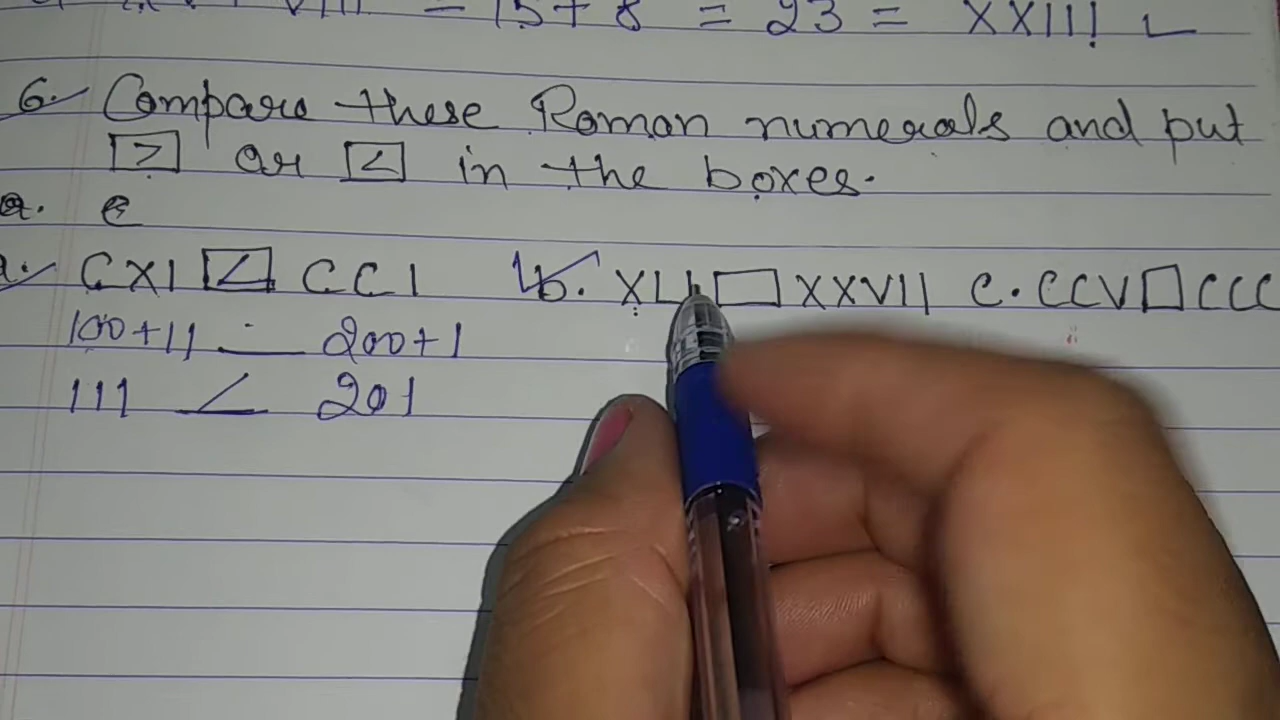 VIII = 15 + 8 = 23 = XXIII
6. Compare these Roman numerals and put
> or < in the boxes.
a. e
a. CXI < CCI b. XLI □ XXVII C. CCV □ CCC
100+11 - 200+1
111 < 201